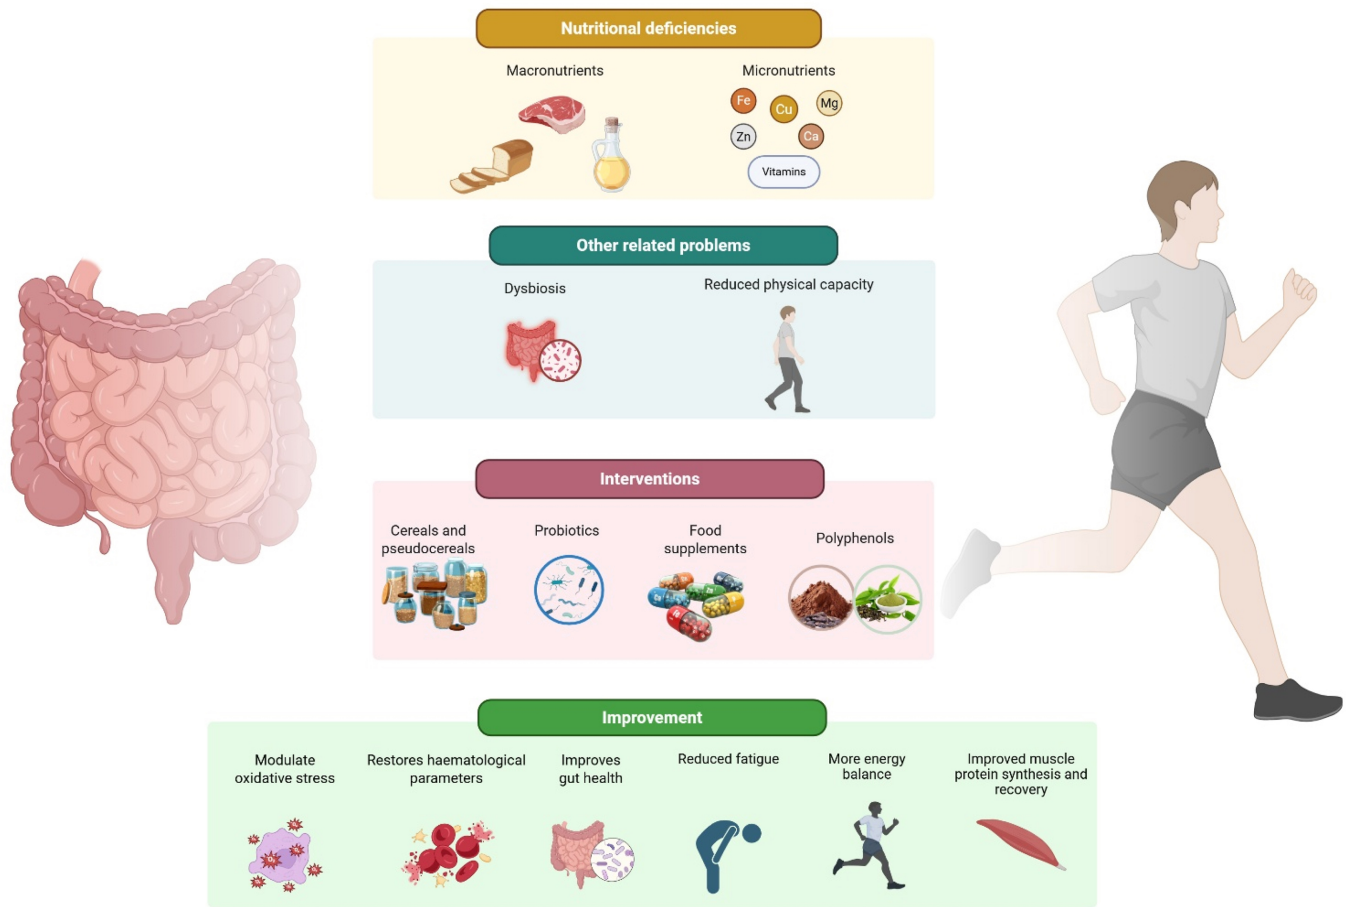 Nutritional deficiencies
Macronutrients
Micronutrients
Fe
Cu
Mg
Zn
Ca
Vitamins
Other related problems
Dysbiosis
Reduced physical capacity
Interventions
Cereals and
pseudocereals
Probiotics
Food
supplements
Polyphenols
Improvement
Modulate
oxidative stress
Restores haematological
parameters
Improves
gut health
Reduced fatigue
More energy
balance
Improved muscle
protein synthesis and
recovery